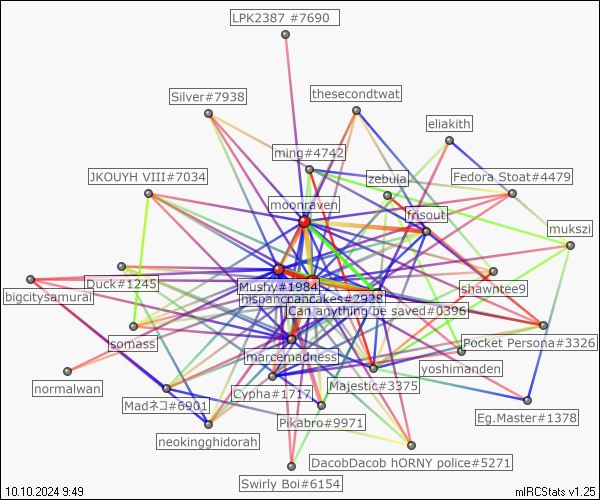 LPK2387 #7690
Silver#7938
thesecondtwat
eliakith
ming#4742
JKOUYH VIII#7034
zebula
Fedora Stoat#4479
moonraven
frisout
mukszi
Duck#1245
Mushy#1984
shawntee9
bigcitysamurai
hispanicpancakes#2928
Can anything be saved#0396
somass
Pocket Persona#3326
marcemadness
yoshimanden
normalwan
Cypha#1717
Majestic#3375
Madネコ#6901
Pikabro#9971
Eg.Master#1378
neokingghidorah
DacobDacob hORNY police#5271
Swirly Boi#6154
10.10.2024 9:49
mIRCStats v1.25